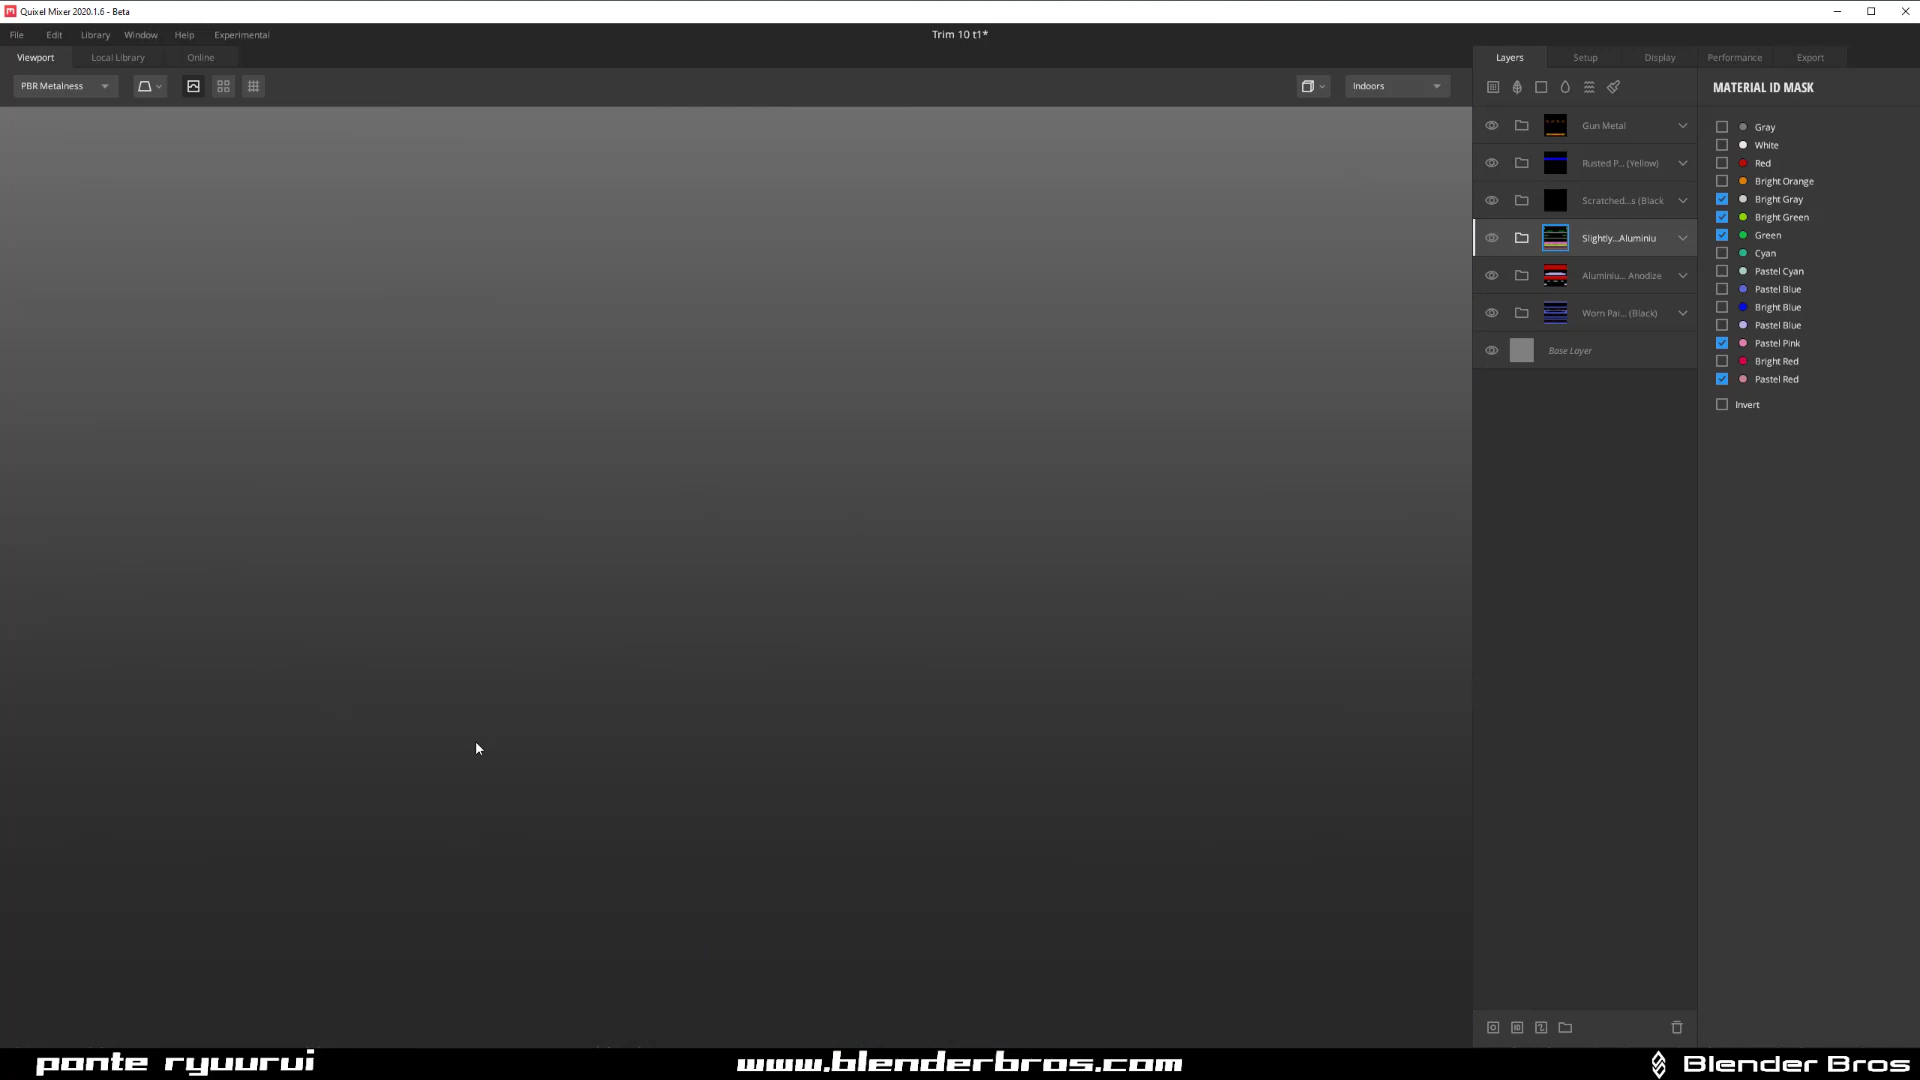 Quixel Mixer 2020.1.6 - Beta
File Edit Library Window Help Experimental
Trim 10 t1*
Viewport Local Library Online
Layers Setup Display Performance Export
PBR Metalness
Indoors
MATERIAL ID MASK
Gun Metal
Rusted P... (Yellow)
Scratched...s (Black
Slightly...Aluminiu
Aluminiu... Anodize
Worn Pai... (Black)
Base Layer
Gray
White
Red
Bright Orange
Bright Gray
Bright Green
Green
Cyan
Pastel Cyan
Pastel Blue
Bright Blue
Pastel Blue
Pastel Pink
Bright Red
Pastel Red
Invert
ponte ryuurui
www.blenderbros.com
Blender Bros